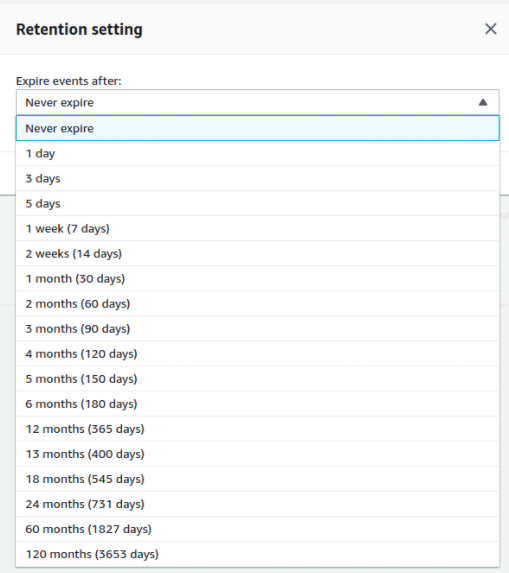 Retention setting
Expire events after:
Never expire
Never expire
1 day
3 days
5 days
1 week (7 days)
2 weeks (14 days)
1 month (30 days)
2 months (60 days)
3 months (90 days)
4 months (120 days)
5 months (150 days)
6 months (180 days)
12 months (365 days)
13 months (400 days)
18 months (545 days)
24 months (731 days)
60 months (1827 days)
120 months (3653 days)